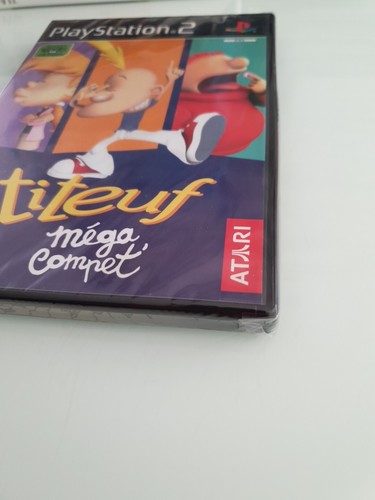 PlayStation.2
titeuf
méga
compet'
ATARI